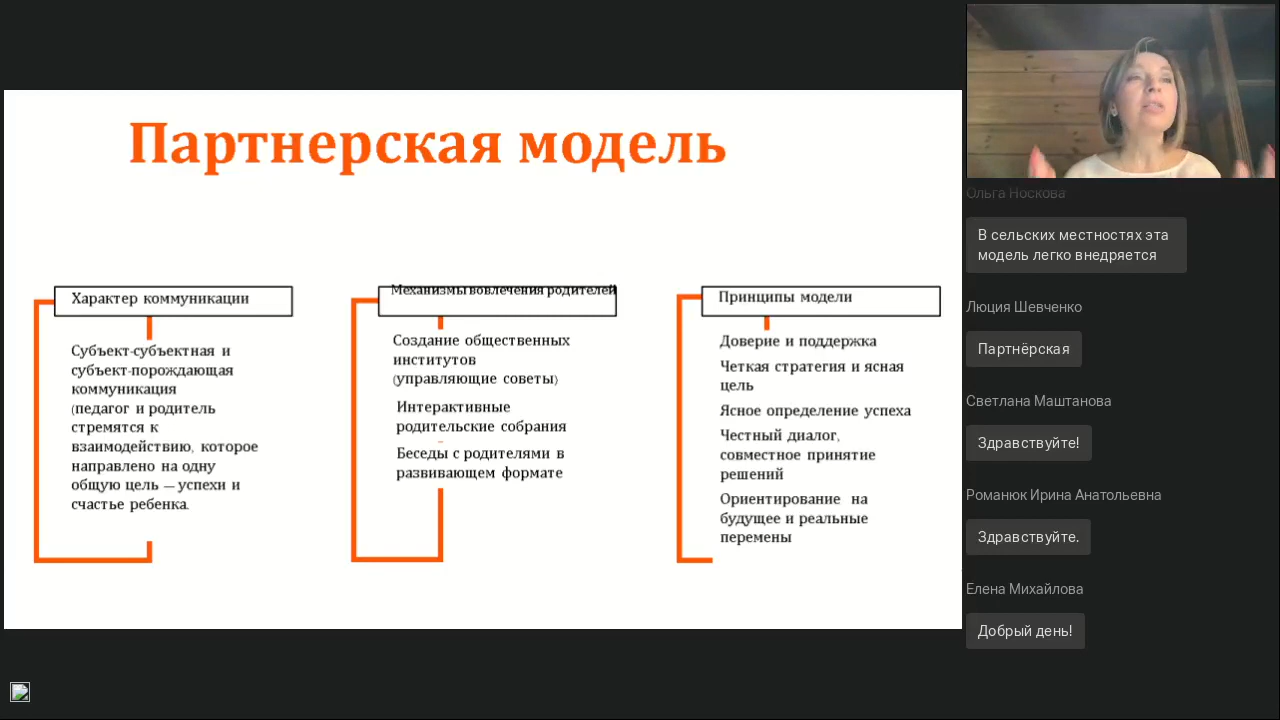 Партнерская модель
Характер коммуникации
Субъект-субъектная и
субъект-порождающая
коммуникация
(педагог и родитель
стремятся к
взаимодействию, которое
направлено на одну
общую цель — успехи и
счастье ребенка.
Механизмы вовлечения родителей
Создание общественных
институтов
(управляющие советы)
Интерактивные
родительские собрания
Беседы с родителями в
развивающем формате
Принципы модели
Доверие и поддержка
Четкая стратегия и ясная
цель
Ясное определение успеха
Честный диалог,
совместное принятие
решений
Ориентирование на
будущее и реальные
перемены
Ольга Носкова
В сельских местностях эта
модель легко внедряется
Люция Шевченко
Партнёрская
Светлана Маштанова
Здравствуйте!
Романюк Ирина Анатольевна
Здравствуйте.
Елена Михайлова
Добрый день!